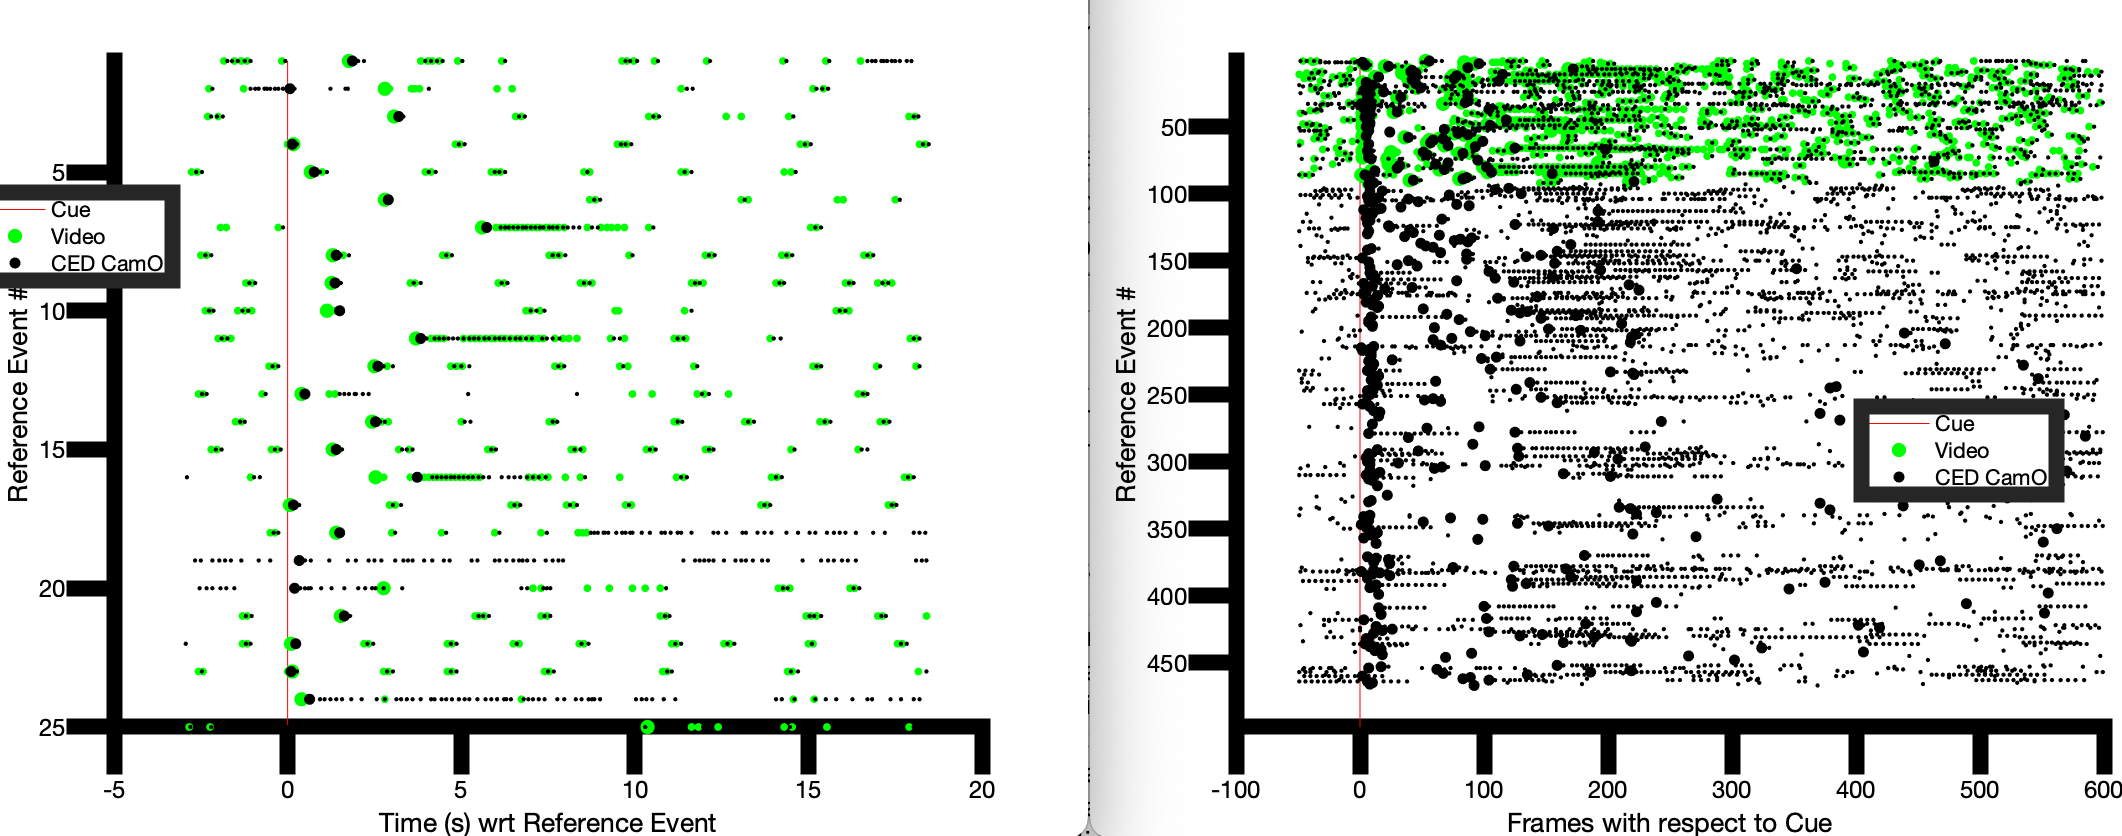 5
Cue
Video
CED CamO
10
15
20
25
Reference Event #
-5
0
5
10
15
20
Time (s) wrt Reference Event
50
100
150
200
250
300
350
400
450
Reference Event #
Cue
Video
CED CamO
-100
0
100
200
300
400
500
600
Frames with respect to Cue